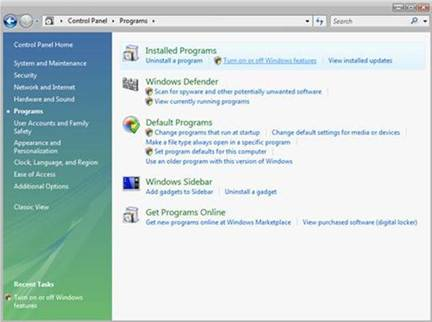 Control Panel ▸ Programs ▸
Search
Control Panel Home
System and Maintenance
Security
Network and Internet
Hardware and Sound
Programs
User Accounts and Family
Safety
Appearance and
Personalization
Clock, Language, and Region
Ease of Access
Additional Options
Classic View
Recent Tasks
Turn on or off Windows
features
Installed Programs
Uninstall a program Turn on or off Windows features View installed updates
Windows Defender
Scan for spyware and other potentially unwanted software
View currently running programs
Default Programs
Change programs that run at startup Change default settings for media or devices
Make a file type always open in a specific program
Set program defaults for this computer
Use an older program with this version of Windows
Windows Sidebar
Add gadgets to Sidebar Uninstall a gadget
Get Programs Online
Get new programs online at Windows Marketplace View purchased software (digital locker)